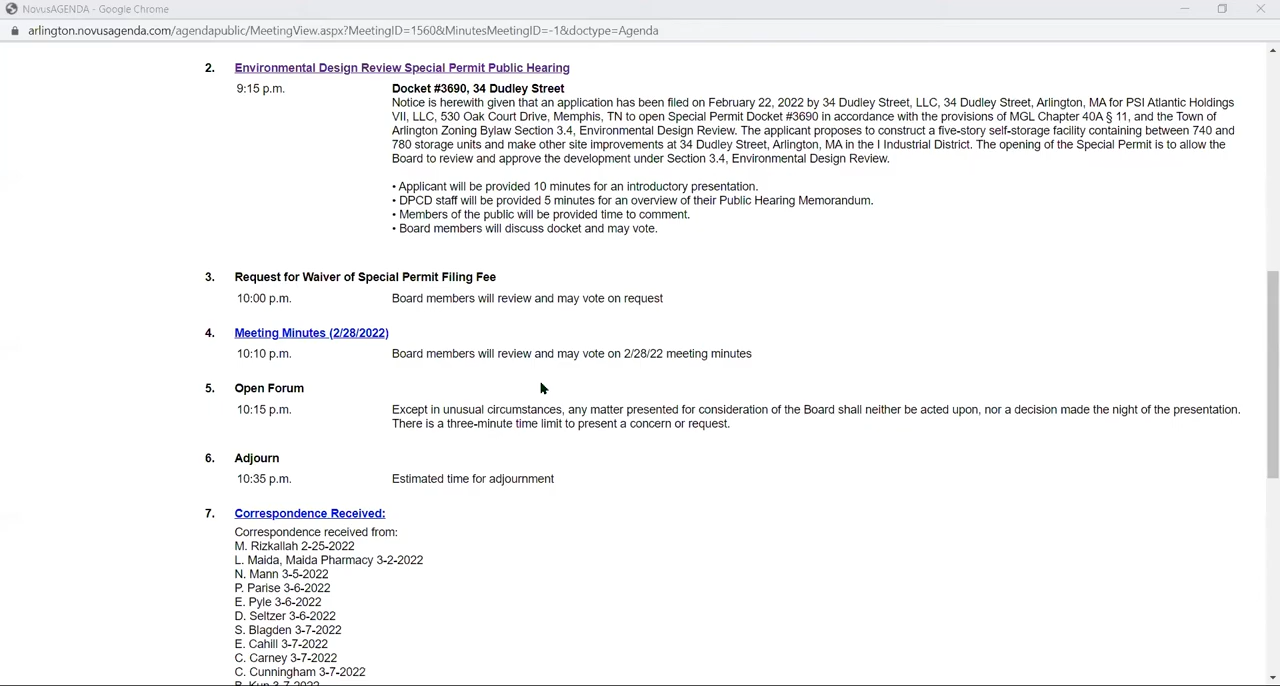 NovusAGENDA - Google Chrome
arlington.novusagenda.com/agendapublic/MeetingView.aspx?MeetingID=1560&MinutesMeetingID=-1&doctype=Agenda
2. Environmental Design Review Special Permit Public Hearing
9:15 p.m. Docket #3690, 34 Dudley Street
Notice is herewith given that an application has been filed on February 22, 2022 by 34 Dudley Street, LLC, 34 Dudley Street, Arlington, MA for PSI Atlantic Holdings
VII, LLC, 530 Oak Court Drive, Memphis, TN to open Special Permit Docket #3690 in accordance with the provisions of MGL Chapter 40A § 11, and the Town of
Arlington Zoning Bylaw Section 3.4, Environmental Design Review. The applicant proposes to construct a five-story self-storage facility containing between 740 and
780 storage units and make other site improvements at 34 Dudley Street, Arlington, MA in the I Industrial District. The opening of the Special Permit is to allow the
Board to review and approve the development under Section 3.4, Environmental Design Review.
• Applicant will be provided 10 minutes for an introductory presentation.
• DPCD staff will be provided 5 minutes for an overview of their Public Hearing Memorandum.
• Members of the public will be provided time to comment.
• Board members will discuss docket and may vote.
3. Request for Waiver of Special Permit Filing Fee
10:00 p.m. Board members will review and may vote on request
4. Meeting Minutes (2/28/2022)
10:10 p.m. Board members will review and may vote on 2/28/22 meeting minutes
5. Open Forum
10:15 p.m. Except in unusual circumstances, any matter presented for consideration of the Board shall neither be acted upon, nor a decision made the night of the presentation.
There is a three-minute time limit to present a concern or request.
6. Adjourn
10:35 p.m. Estimated time for adjournment
7. Correspondence Received:
Correspondence received from:
M. Rizkallah 2-25-2022
L. Maida, Maida Pharmacy 3-2-2022
N. Mann 3-5-2022
P. Parise 3-6-2022
E. Pyle 3-6-2022
D. Seltzer 3-6-2022
S. Blagden 3-7-2022
E. Cahill 3-7-2022
C. Carney 3-7-2022
C. Cunningham 3-7-2022